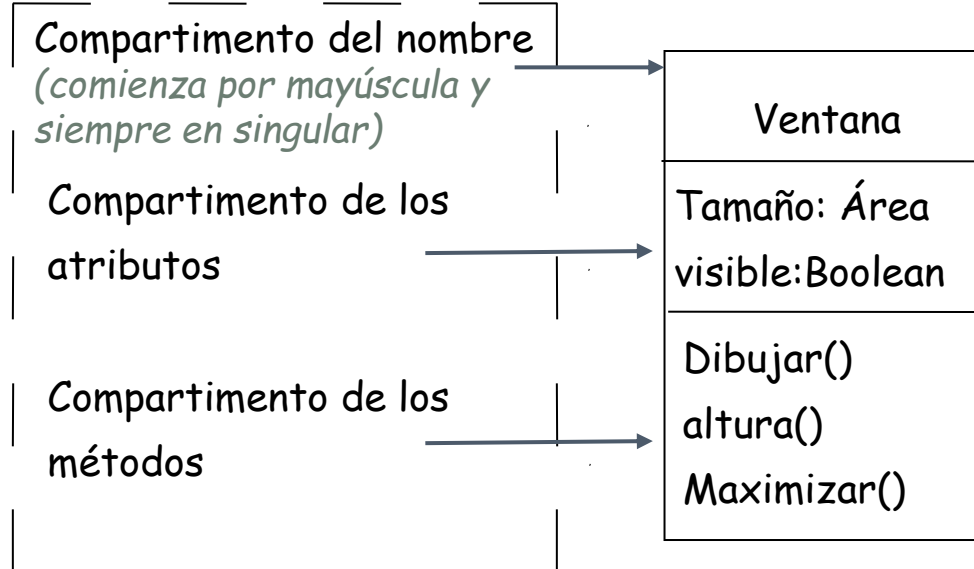 Compartimento del nombre
(comienza por mayúscula y
siempre en singular)
Compartimento de los
atributos
Compartimento de los
métodos
Ventana
Tamaño: Área
visible:Boolean
Dibujar()
altura()
Maximizar()